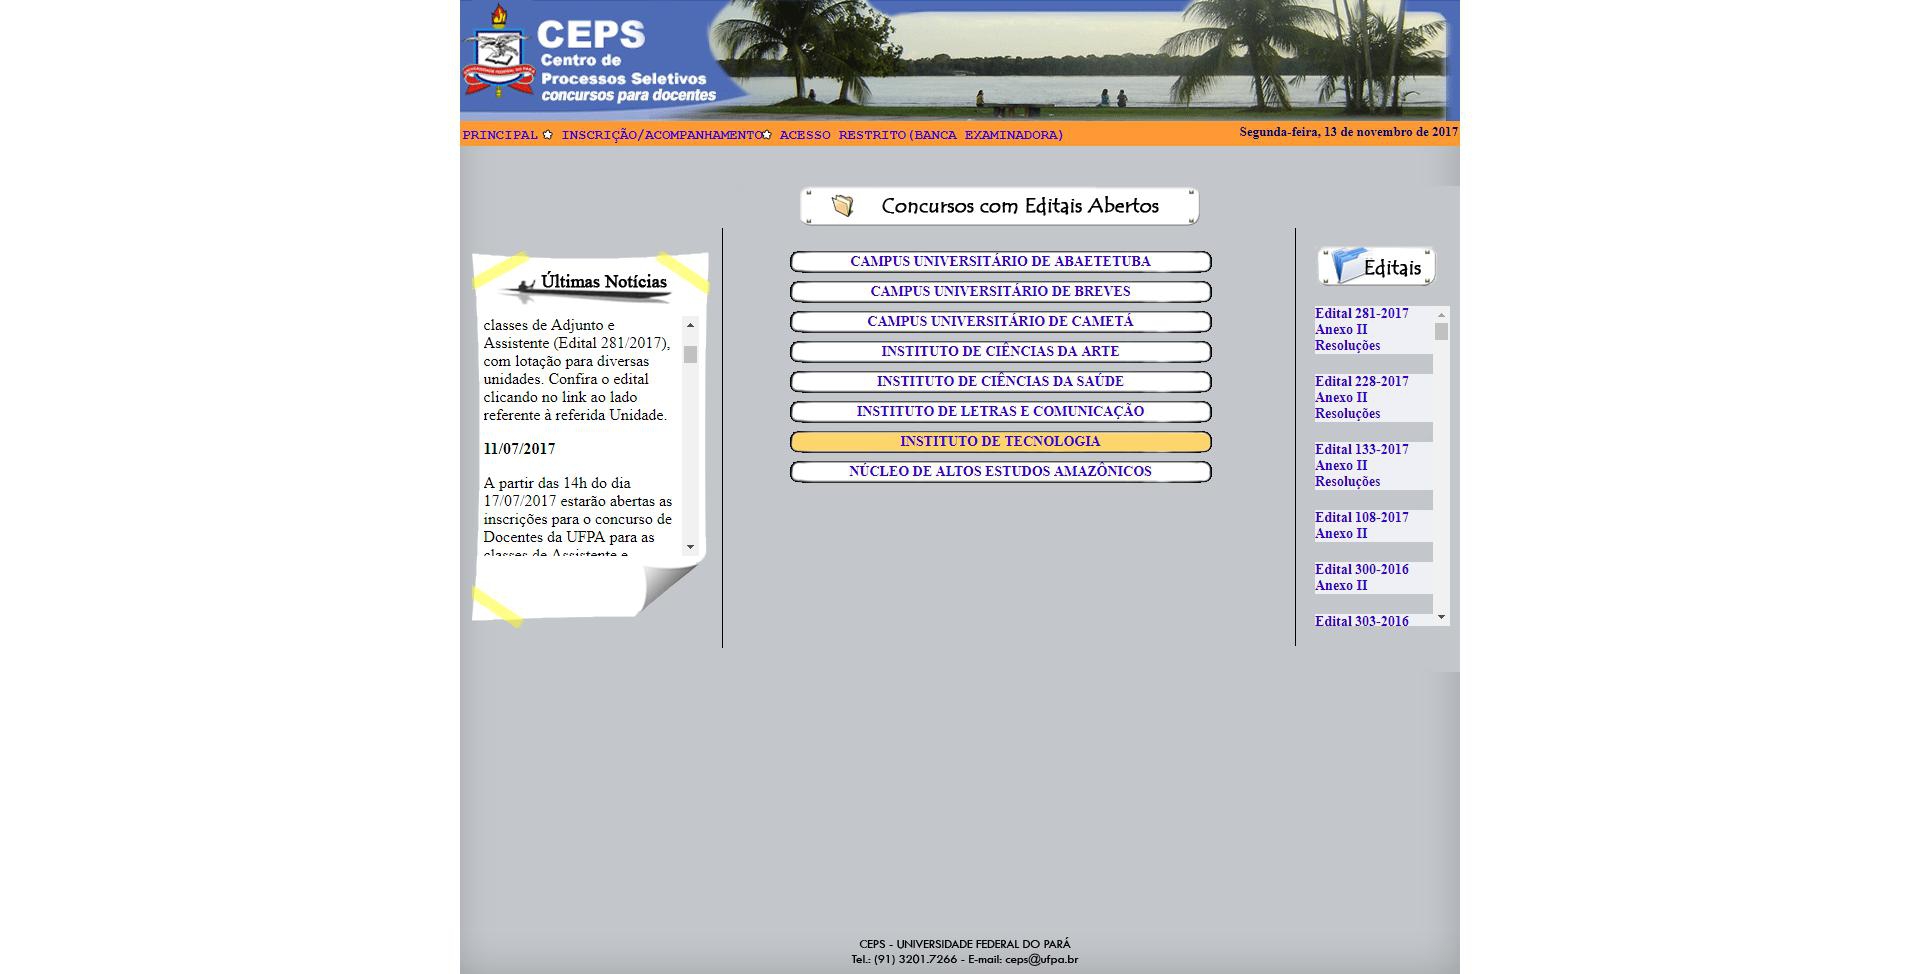 CEPS
Centro de
Processos Seletivos
concursos para docentes
PRINCIPAL INSCRIÇÃO/ACOMPANHAMENTO ACESSO RESTRITO(BANCA EXAMINADORA)
Segunda-feira, 13 de novembro de 2017
Concursos com Editais Abertos
Últimas Notícias
classes de Adjunto e
Assistente (Edital 281/2017),
com lotação para diversas
unidades. Confira o edital
clicando no link ao lado
referente à referida Unidade.
11/07/2017
A partir das 14h do dia
17/07/2017 estarão abertas as
inscrições para o concurso de
Docentes da UFPA para as
classes de Assistente e
CAMPUS UNIVERSITÁRIO DE ABAETETUBA
CAMPUS UNIVERSITÁRIO DE BREVES
CAMPUS UNIVERSITÁRIO DE CAMETÁ
INSTITUTO DE CIÊNCIAS DA ARTE
INSTITUTO DE CIÊNCIAS DA SAÚDE
INSTITUTO DE LETRAS E COMUNICAÇÃO
INSTITUTO DE TECNOLOGIA
NÚCLEO DE ALTOS ESTUDOS AMAZÔNICOS
Editais
Edital 281-2017
Anexo II
Resoluções
Edital 228-2017
Anexo II
Resoluções
Edital 133-2017
Anexo II
Resoluções
Edital 108-2017
Anexo II
Edital 300-2016
Anexo II
Edital 303-2016
CEPS - UNIVERSIDADE FEDERAL DO PARÁ
Tel.: (91) 3201.7266 - E-mail: ceps@ufpa.br